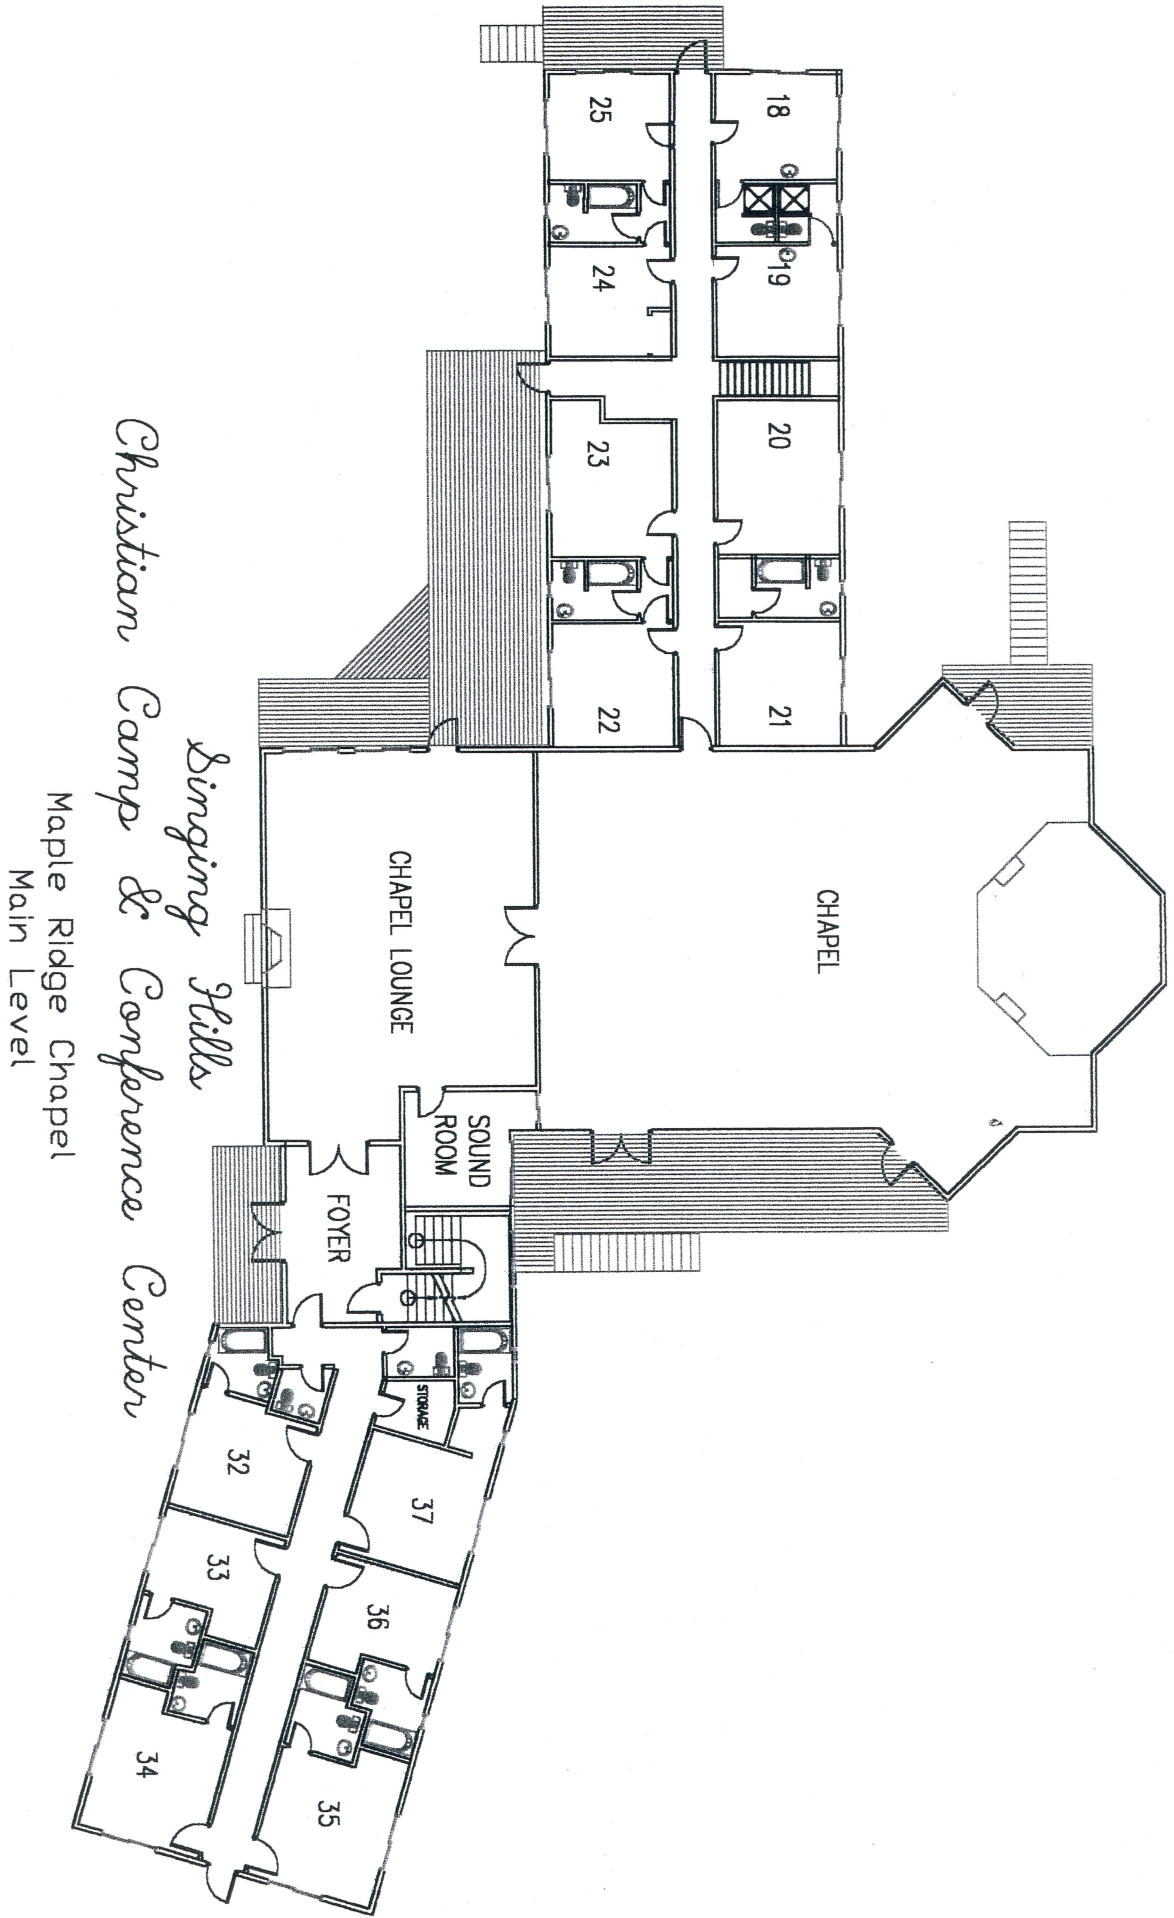 CHAPEL
18
19
20
21
25
24
23
22
SOUND
ROOM
CHAPEL LOUNGE
FOYER
STORAGE
37
36
35
32
33
34
Singing Hills
Christian Camp & Conference Center
Maple Ridge Chapel
Main Level